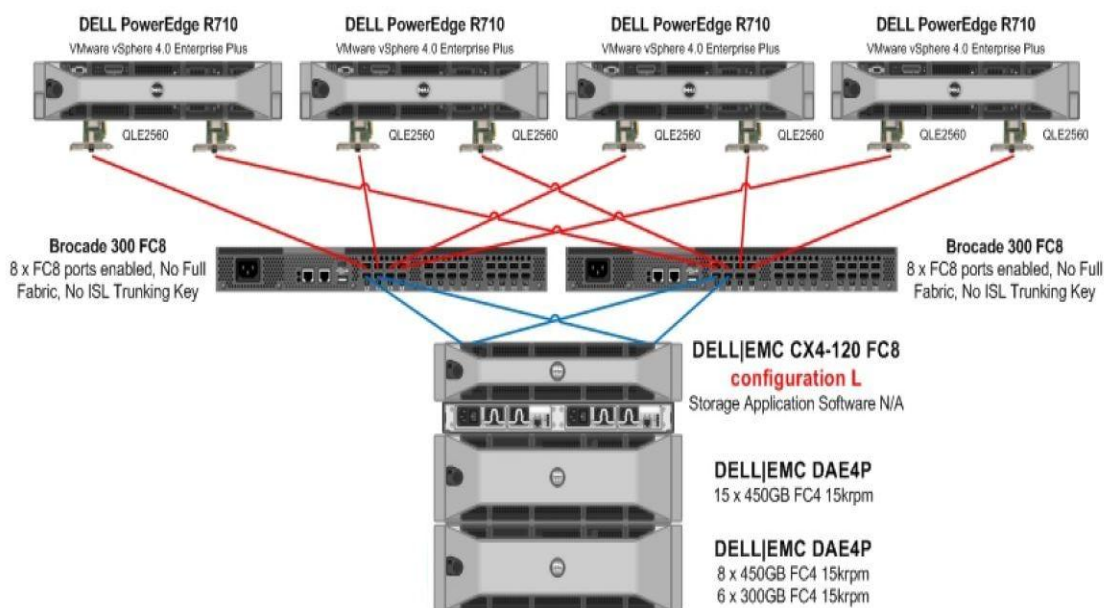 DELL PowerEdge R710
VMware vSphere 4.0 Enterprise Plus
QLE2560
QLE2560
DELL PowerEdge R710
VMware vSphere 4.0 Enterprise Plus
QLE2560
QLE2560
DELL PowerEdge R710
VMware vSphere 4.0 Enterprise Plus
QLE2560
QLE2560
DELL PowerEdge R710
VMware vSphere 4.0 Enterprise Plus
QLE2560
QLE2560
Brocade 300 FC8
8 x FC8 ports enabled, No Full
Fabric, No ISL Trunking Key
Brocade 300 FC8
8 x FC8 ports enabled, No Full
Fabric, No ISL Trunking Key
DELL|EMC CX4-120 FC8
configuration L
Storage Application Software N/A
DELL|EMC DAE4P
15 x 450GB FC4 15krpm
DELL|EMC DAE4P
8 x 450GB FC4 15krpm
6 x 300GB FC4 15krpm